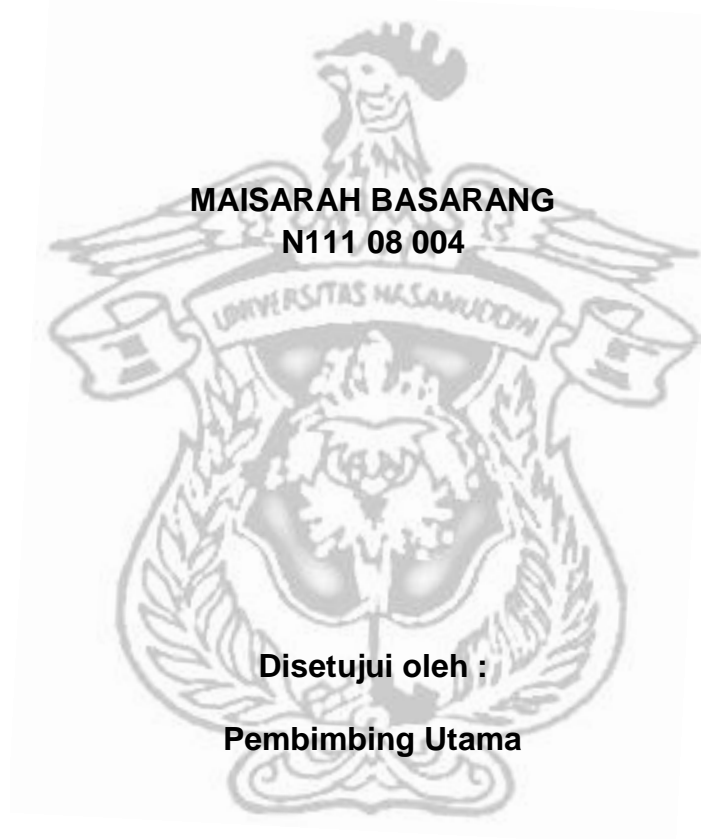 MAISARAH BASARANG
N111 08 004
UNIVERSITAS HASANUDDIN
Disetujui oleh :
Pembimbing Utama